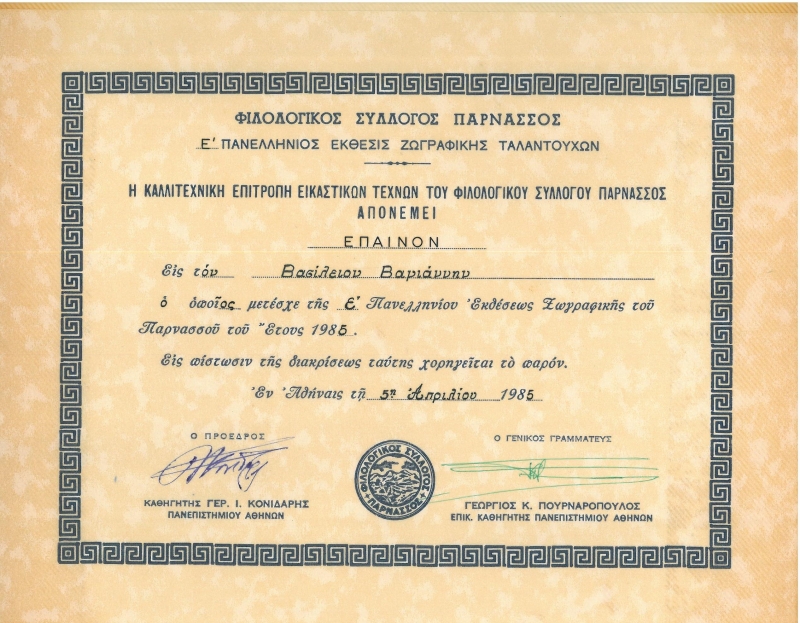 ΦΙΛΟΛΟΓΙΚΟΣ ΣΥΛΛΟΓΟΣ ΠΑΡΝΑΣΣΟΣ
Ε' ΠΑΝΕΛΛΗΝΙΟΣ ΕΚΘΕΣΙΣ ΖΩΓΡΑΦΙΚΗΣ ΤΑΛΑΝΤΟΥΧΩΝ
Η ΚΑΛΛΙΤΕΧΝΙΚΗ ΕΠΙΤΡΟΠΗ ΕΙΚΑΣΤΙΚΩΝ ΤΕΧΝΩΝ ΤΟΥ ΦΙΛΟΛΟΓΙΚΟΥ ΣΥΛΛΟΓΟΥ ΠΑΡΝΑΣΣΟΣ
ΑΠΟΝΕΜΕΙ
ΕΠΑΙΝΟΝ
Εἰς τόν Βασίλειον Βαγιάννην
ὁ ὁποῖος μετέσχε τῆς Ε' Πανελληνίου Ἐκθέσεως Ζωγραφικῆς τοῦ
Παρνασσοῦ τοῦ Ἔτους 1985.
Εἰς πίστωσιν τῆς διακρίσεως ταύτης χορηγεῖται τὸ παρόν.
Ἐν Ἀθήναις τῇ 5η Ἀπριλίου 1985
Ο ΠΡΟΕΔΡΟΣ
Ο ΓΕΝΙΚΟΣ ΓΡΑΜΜΑΤΕΥΣ
ΦΙΛΟΛΟΓΙΚΟΣ ΣΥΛΛΟΓΟΣ
ΠΑΡΝΑΣΣΟΣ
ΚΑΘΗΓΗΤΗΣ ΓΕΡ. Ι. ΚΟΝΙΔΑΡΗΣ
ΠΑΝΕΠΙΣΤΗΜΙΟΥ ΑΘΗΝΩΝ
ΓΕΩΡΓΙΟΣ Κ. ΠΟΥΡΝΑΡΟΠΟΥΛΟΣ
ΕΠΙΚ. ΚΑΘΗΓΗΤΗΣ ΠΑΝΕΠΙΣΤΗΜΙΟΥ ΑΘΗΝΩΝ